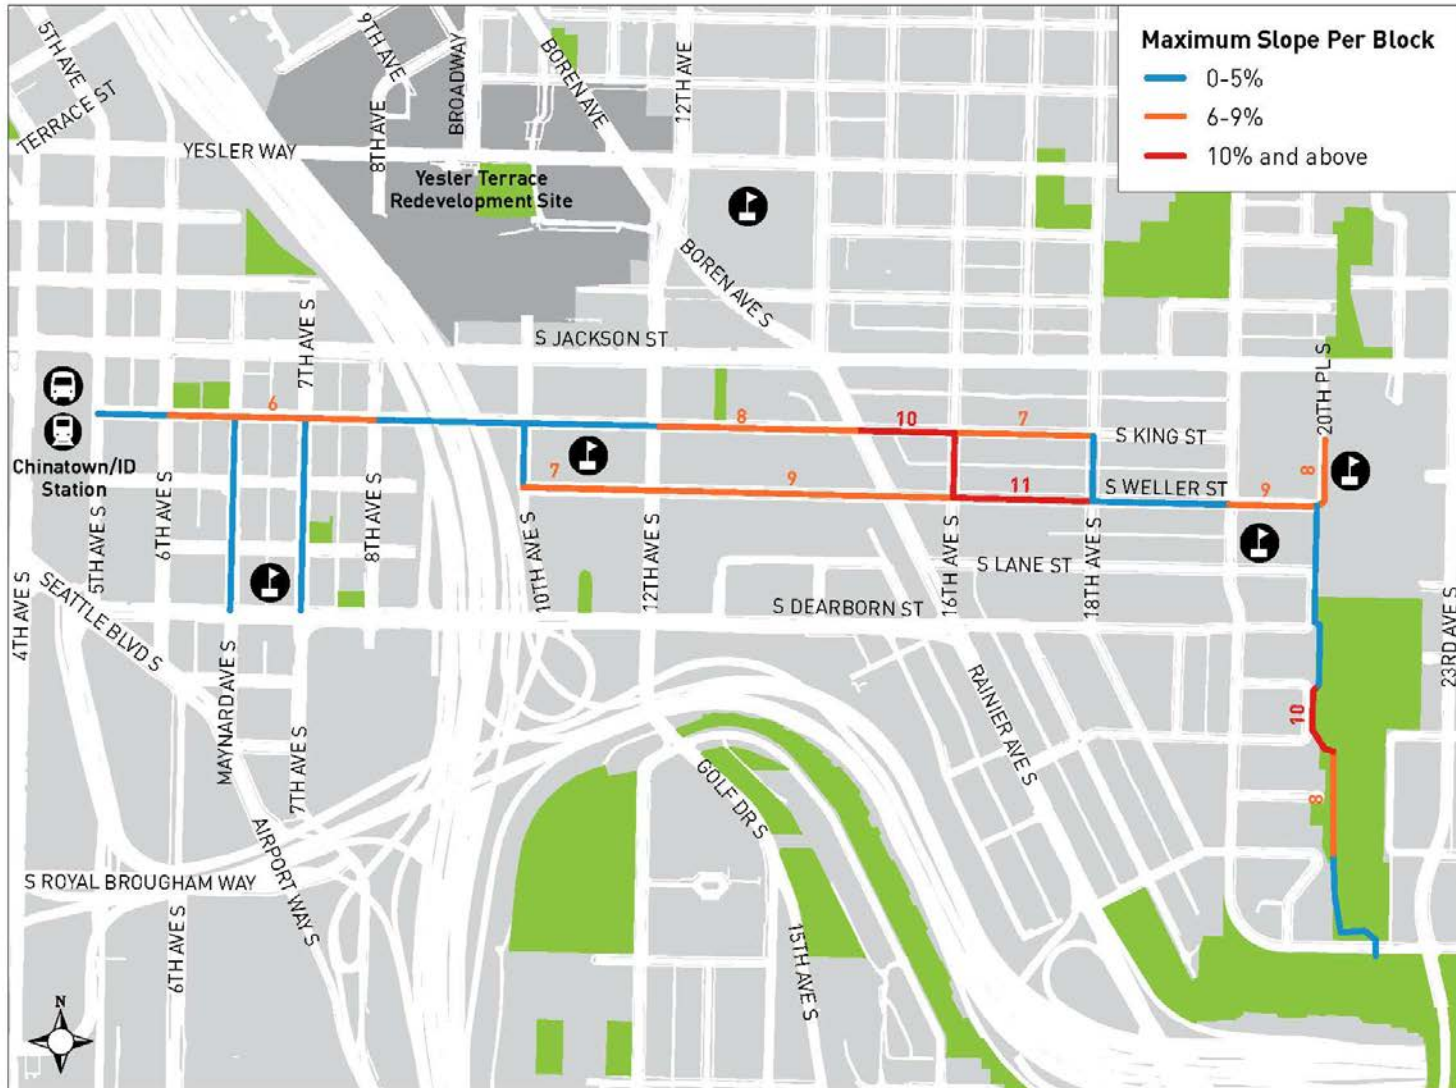 Maximum Slope Per Block
0-5%
6-9%
10% and above
5TH AVE
9TH AVE
BROADWAY
BOREN AVE
12TH AVE
TERRACE ST
8TH AVE
YESLER WAY
Yesler Terrace
Redevelopment Site
BOREN AVE S
7TH AVE S
S JACKSON ST
20TH PL S
6
8
10
7
S KING ST
Chinatown/ID
Station
7
9
11
S WELLER ST
9
8
5TH AVE S
6TH AVE S
8TH AVE S
10TH AVE S
12TH AVE S
16TH AVE S
18TH AVE S
S LANE ST
S DEARBORN ST
4TH AVE S
SEATTLE BLVD S
23RD AVE S
MAYNARD AVE S
7TH AVE S
RAINIER AVE S
10
GOLF DR S
8
AIRPORT WAY S
S ROYAL BROUGHAM WAY
6TH AVE S
15TH AVE S
N